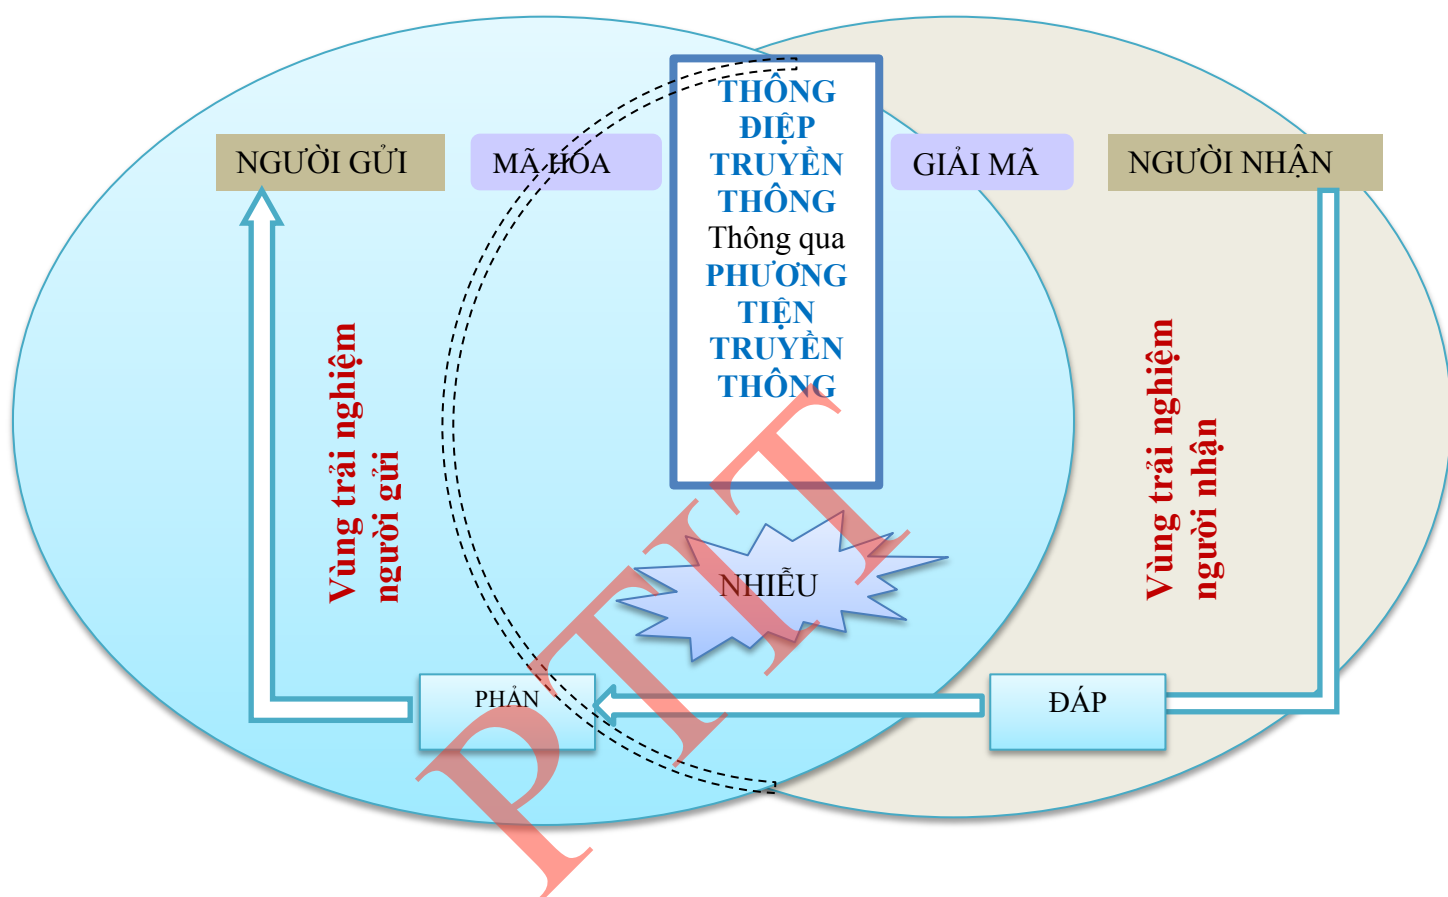 NGƯỜI GỬI
MÃ HÓA
THÔNG
ĐIỆP
TRUYỀN
THÔNG
Thông qua
PHƯƠNG
TIỆN
TRUYỀN
THÔNG
GIẢI MÃ
NGƯỜI NHẬN
Vùng trải nghiệm
người gửi
Vùng trải nghiệm
người nhận
NHIỄU
PHẢN
ĐÁP
PTIT